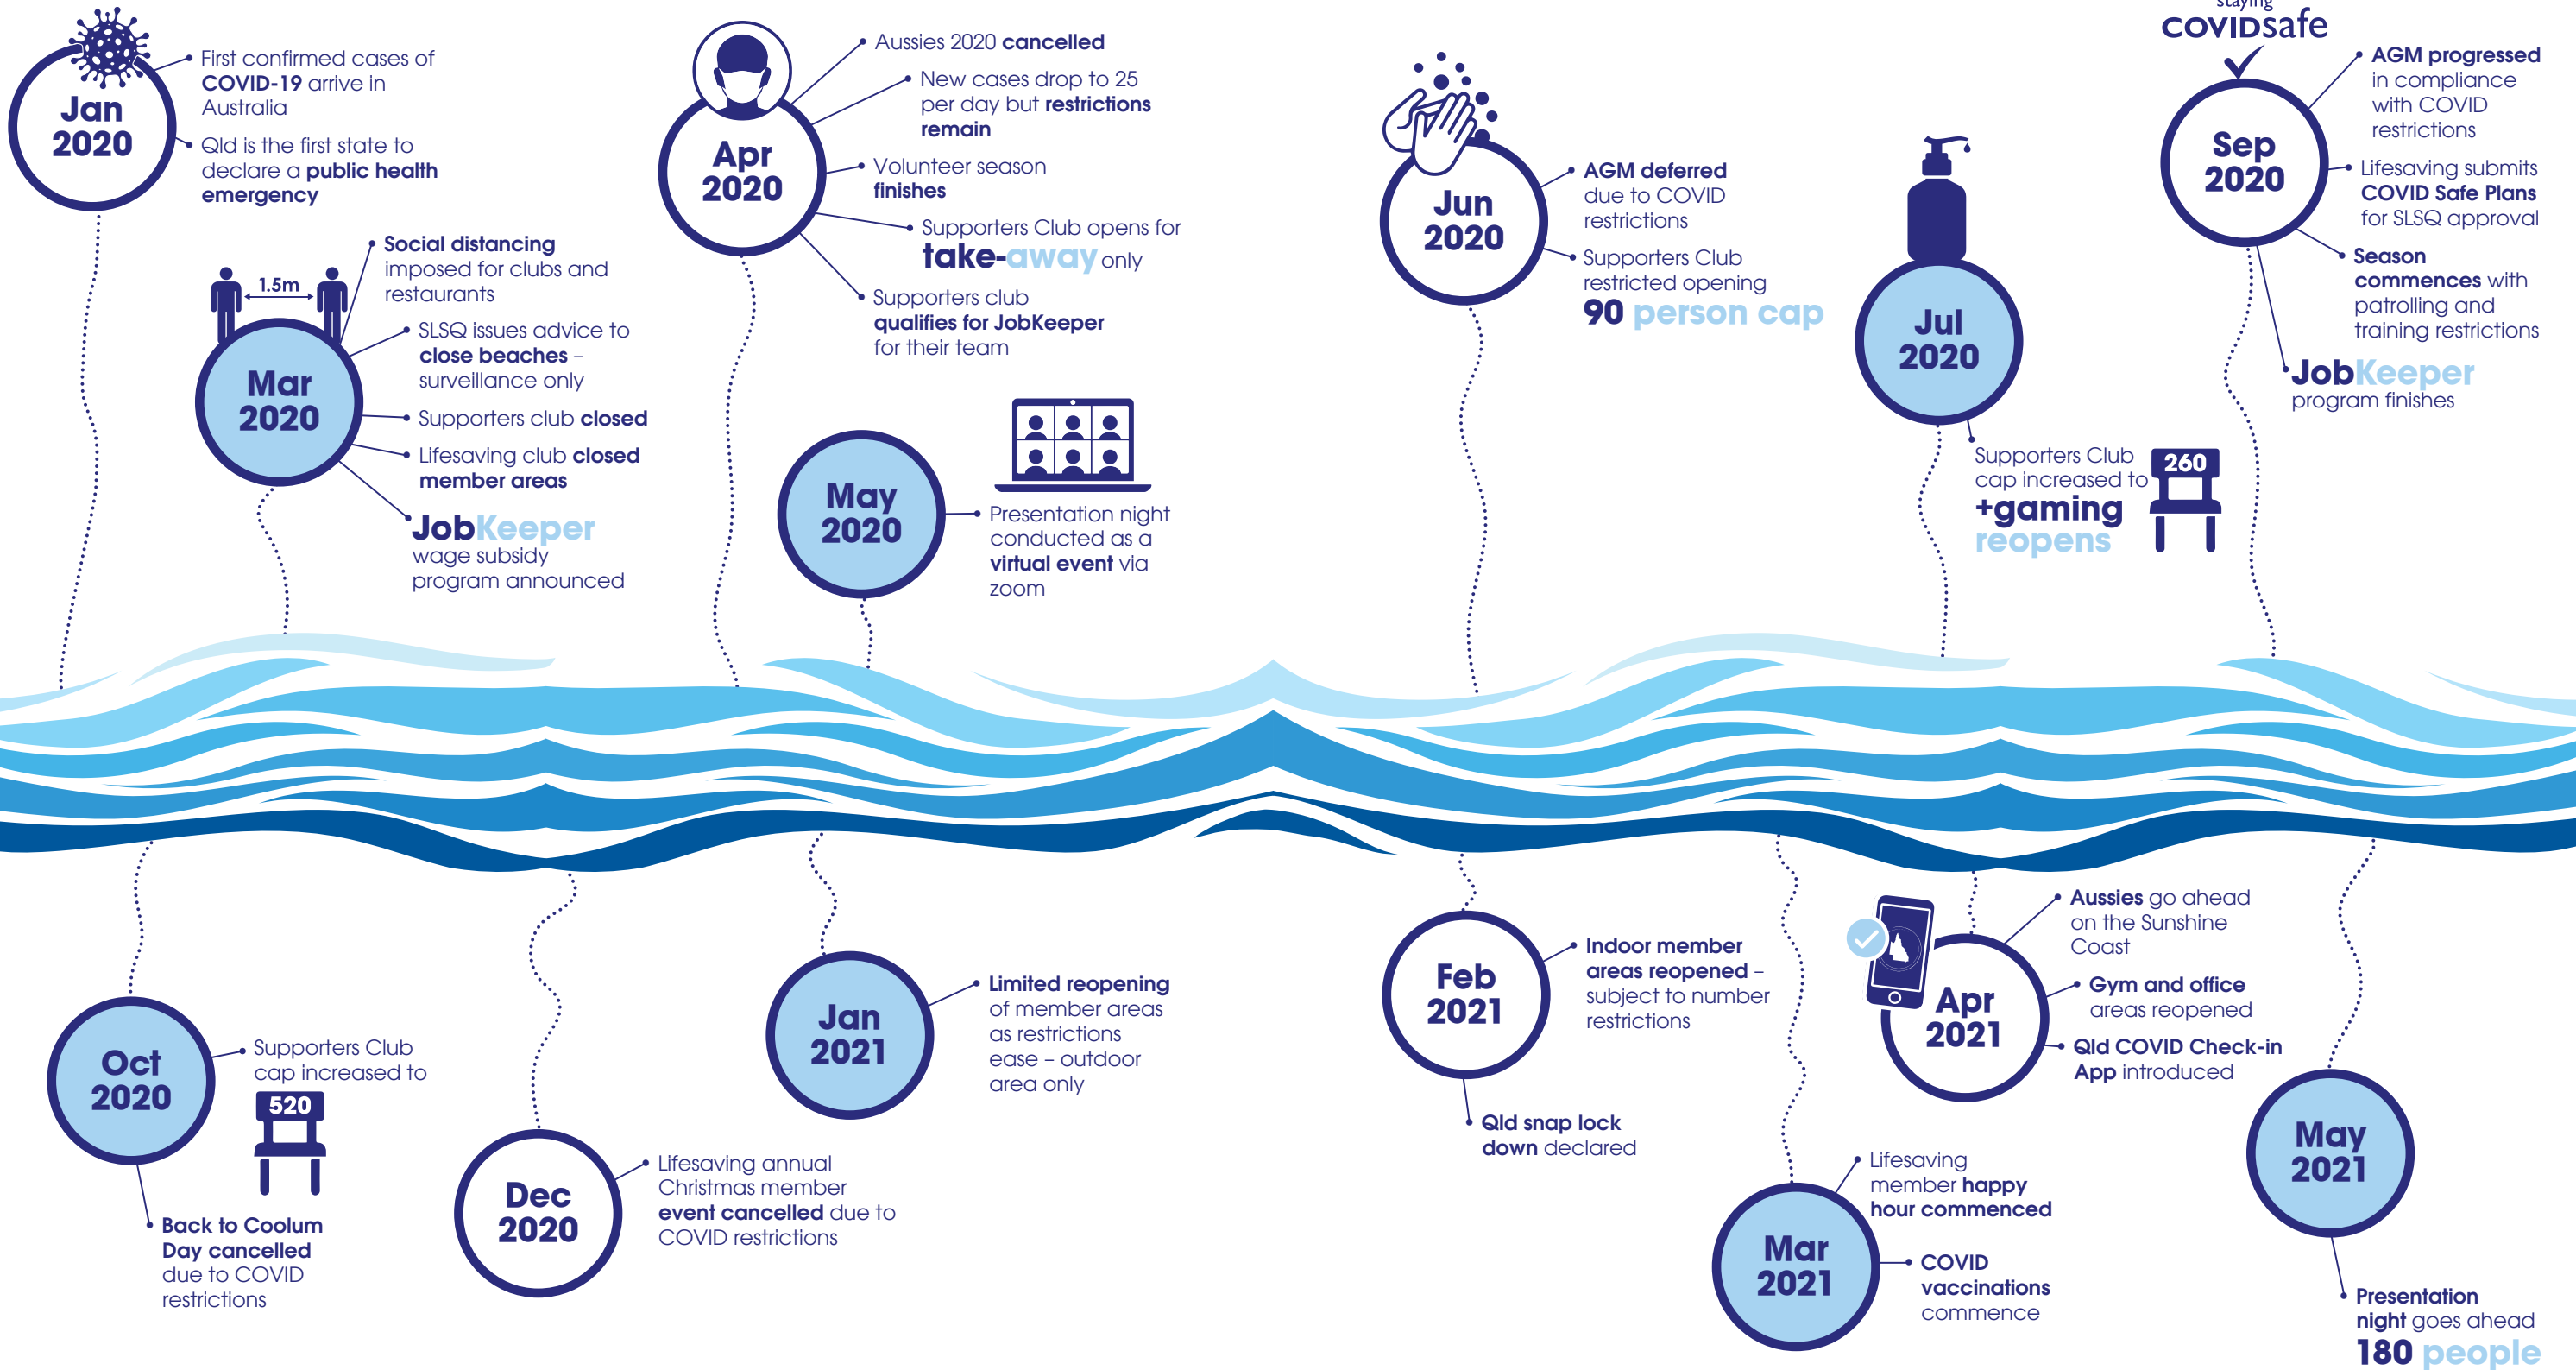 Jan
2020
First confirmed cases of
COVID-19 arrive in
Australia
Qld is the first state to
declare a public health
emergency
1.5m
Mar
2020
Social distancing
imposed for clubs and
restaurants
SLSQ issues advice to
close beaches –
surveillance only
Supporters club closed
Lifesaving club closed
member areas
JobKeeper
wage subsidy
program announced
Apr
2020
Aussies 2020 cancelled
New cases drop to 25
per day but restrictions
remain
Volunteer season
finishes
Supporters Club opens for
take-away only
Supporters club
qualifies for JobKeeper
for their team
May
2020
Presentation night
conducted as a
virtual event via
zoom
Jun
2020
AGM deferred
due to COVID
restrictions
Supporters Club
restricted opening
90 person cap
Jul
2020
Supporters Club
cap increased to
260
+gaming
reopens
staying
COVIDsafe
Sep
2020
AGM progressed
in compliance
with COVID
restrictions
Lifesaving submits
COVID Safe Plans
for SLSQ approval
Season
commences with
patrolling and
training restrictions
JobKeeper
program finishes
Oct
2020
Supporters Club
cap increased to
520
Back to Coolum
Day cancelled
due to COVID
restrictions
Dec
2020
Lifesaving annual
Christmas member
event cancelled due to
COVID restrictions
Jan
2021
Limited reopening
of member areas
as restrictions
ease – outdoor
area only
Feb
2021
Indoor member
areas reopened –
subject to number
restrictions
Qld snap lock
down declared
Mar
2021
Lifesaving
member happy
hour commenced
COVID
vaccinations
commence
Apr
2021
Aussies go ahead
on the Sunshine
Coast
Gym and office
areas reopened
Qld COVID Check-in
App introduced
May
2021
Presentation
night goes ahead
180 people